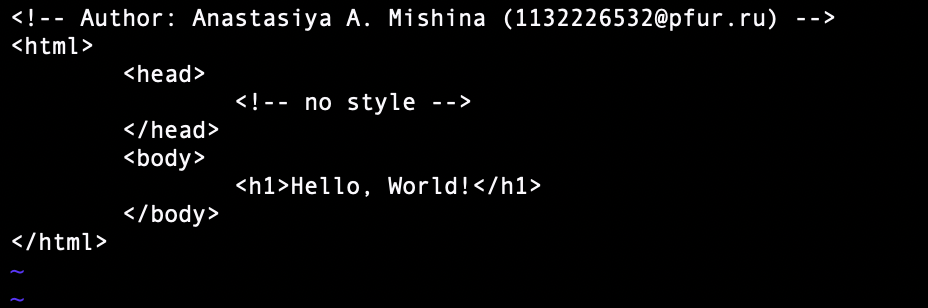 <!-- Author: Anastasiya A. Mishina (1132226532@pfur.ru) -->
<html>
        <head>
                <!-- no style -->
        </head>
        <body>
                <h1>Hello, World!</h1>
        </body>
</html>
~
~